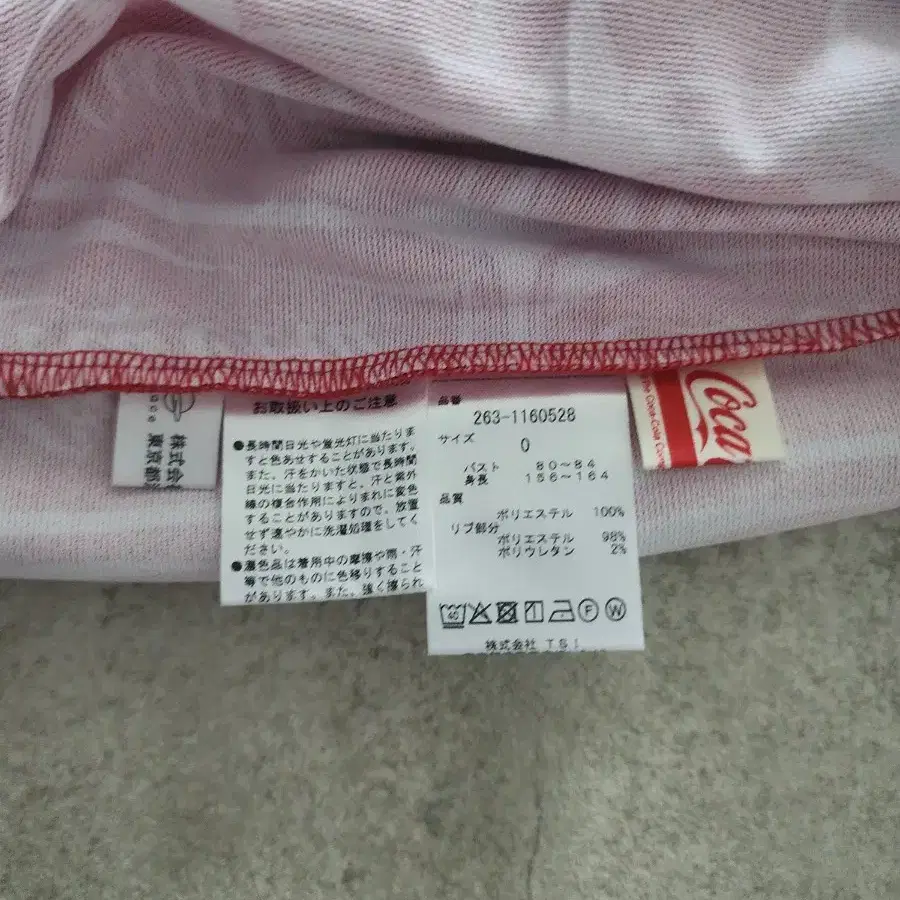 株式会
東京都
お取扱い上のご注意
●長時間日光や蛍光灯に当たりま
すと色あせすることがあります。
また、汗をかいた状態で長時間
日光に当たりますと、汗と紫外
線の複合作用によりまれに変色
することがありますので、放置
せず速やかに洗濯処理をしてく
ださい。
●濃色品は着用中の摩擦や雨・汗
等で他のものに色移りすること
があります。また、強く擦られ
品番
263-1160528
サイズ
0
バスト 80～84
身長 156～164
品質
ポリエステル 100%
リブ部分
ポリエステル 98%
ポリウレタン 2%
40 F W
株式会社 TSI
Coca
the Coca-Cola